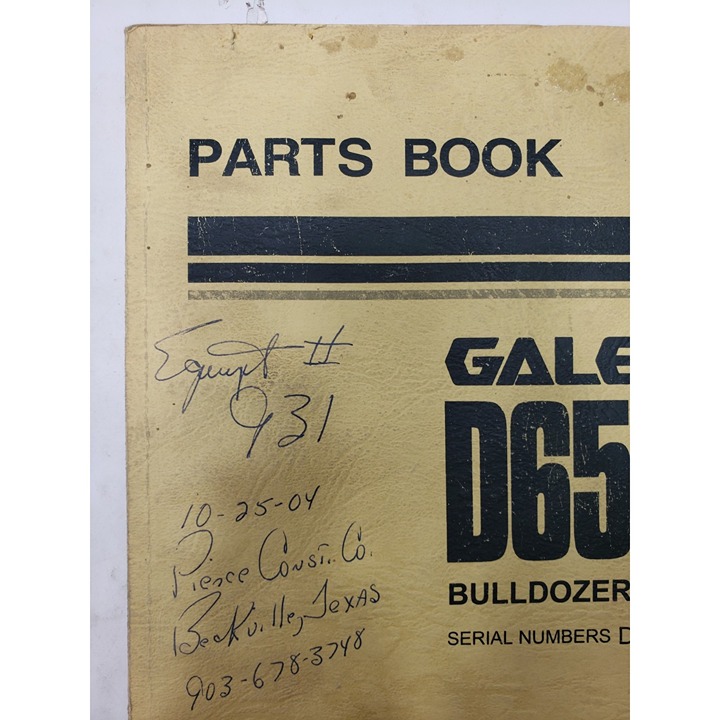 PARTS BOOK
Equipt II
931
GALE
D65
BULLDOZER
SERIAL NUMBERS D
10-25-04
Pierce Const. Co.
Beckville, Texas
903-678-3748